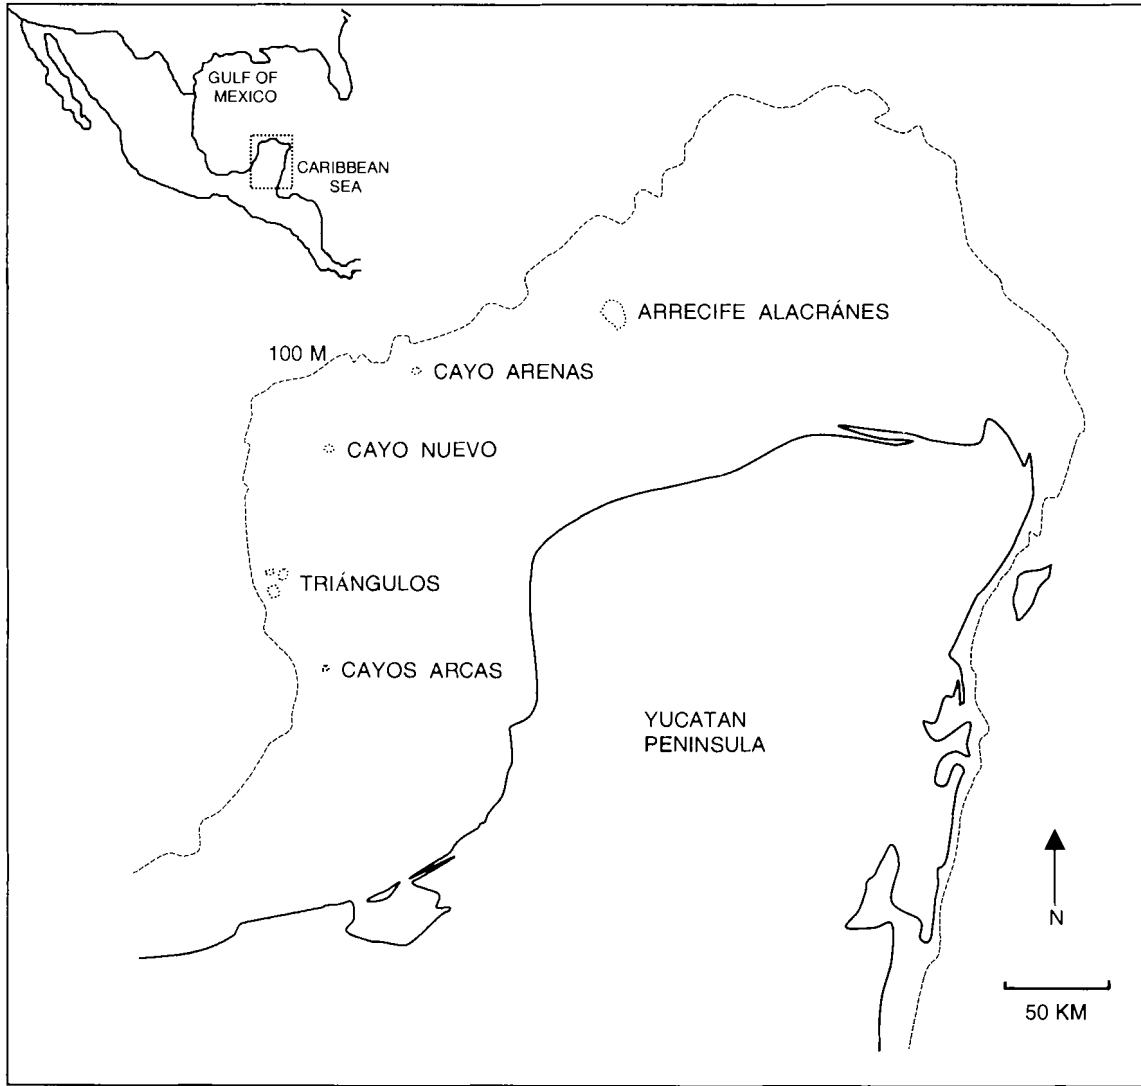 GULF OF
MEXICO
CARIBBEAN
SEA
ARRECIFE ALACRÁNES
100 M
CAYO ARENAS
CAYO NUEVO
TRIÁNGULOS
CAYOS ARCAS
YUCATAN
PENINSULA
N
50 KM